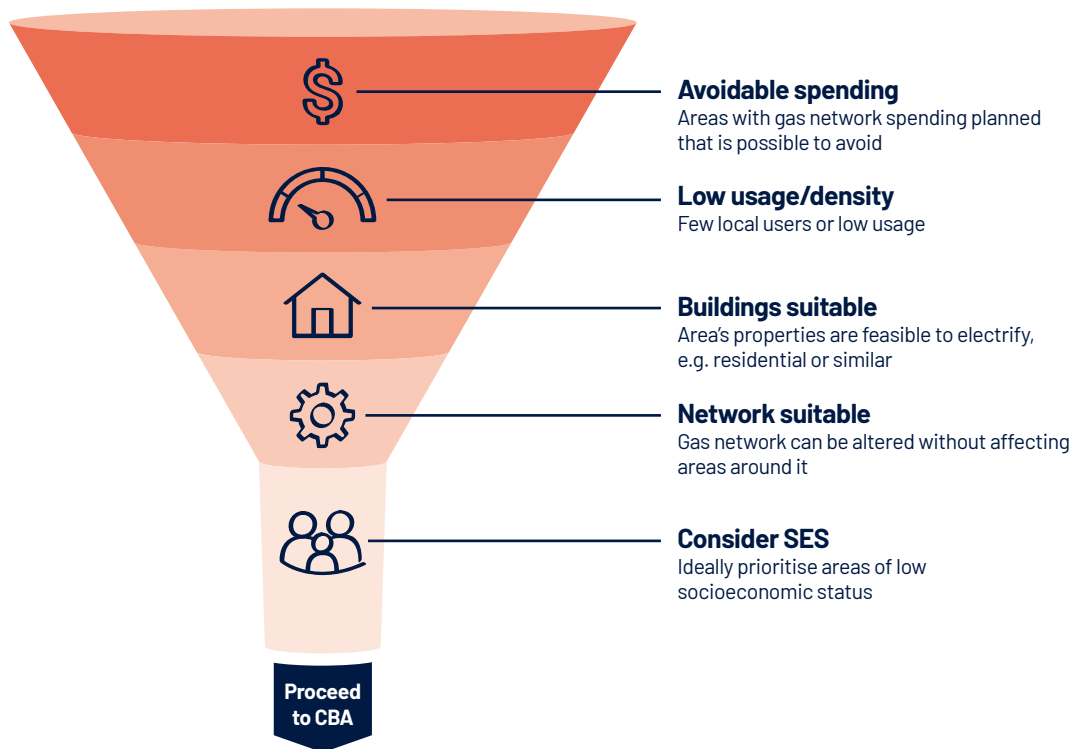 Avoidable spending
Areas with gas network spending planned
that is possible to avoid
Low usage/density
Few local users or low usage
Buildings suitable
Area’s properties are feasible to electrify,
e.g. residential or similar
Network suitable
Gas network can be altered without affecting
areas around it
Consider SES
Ideally prioritise areas of low
socioeconomic status
Proceed
to CBA